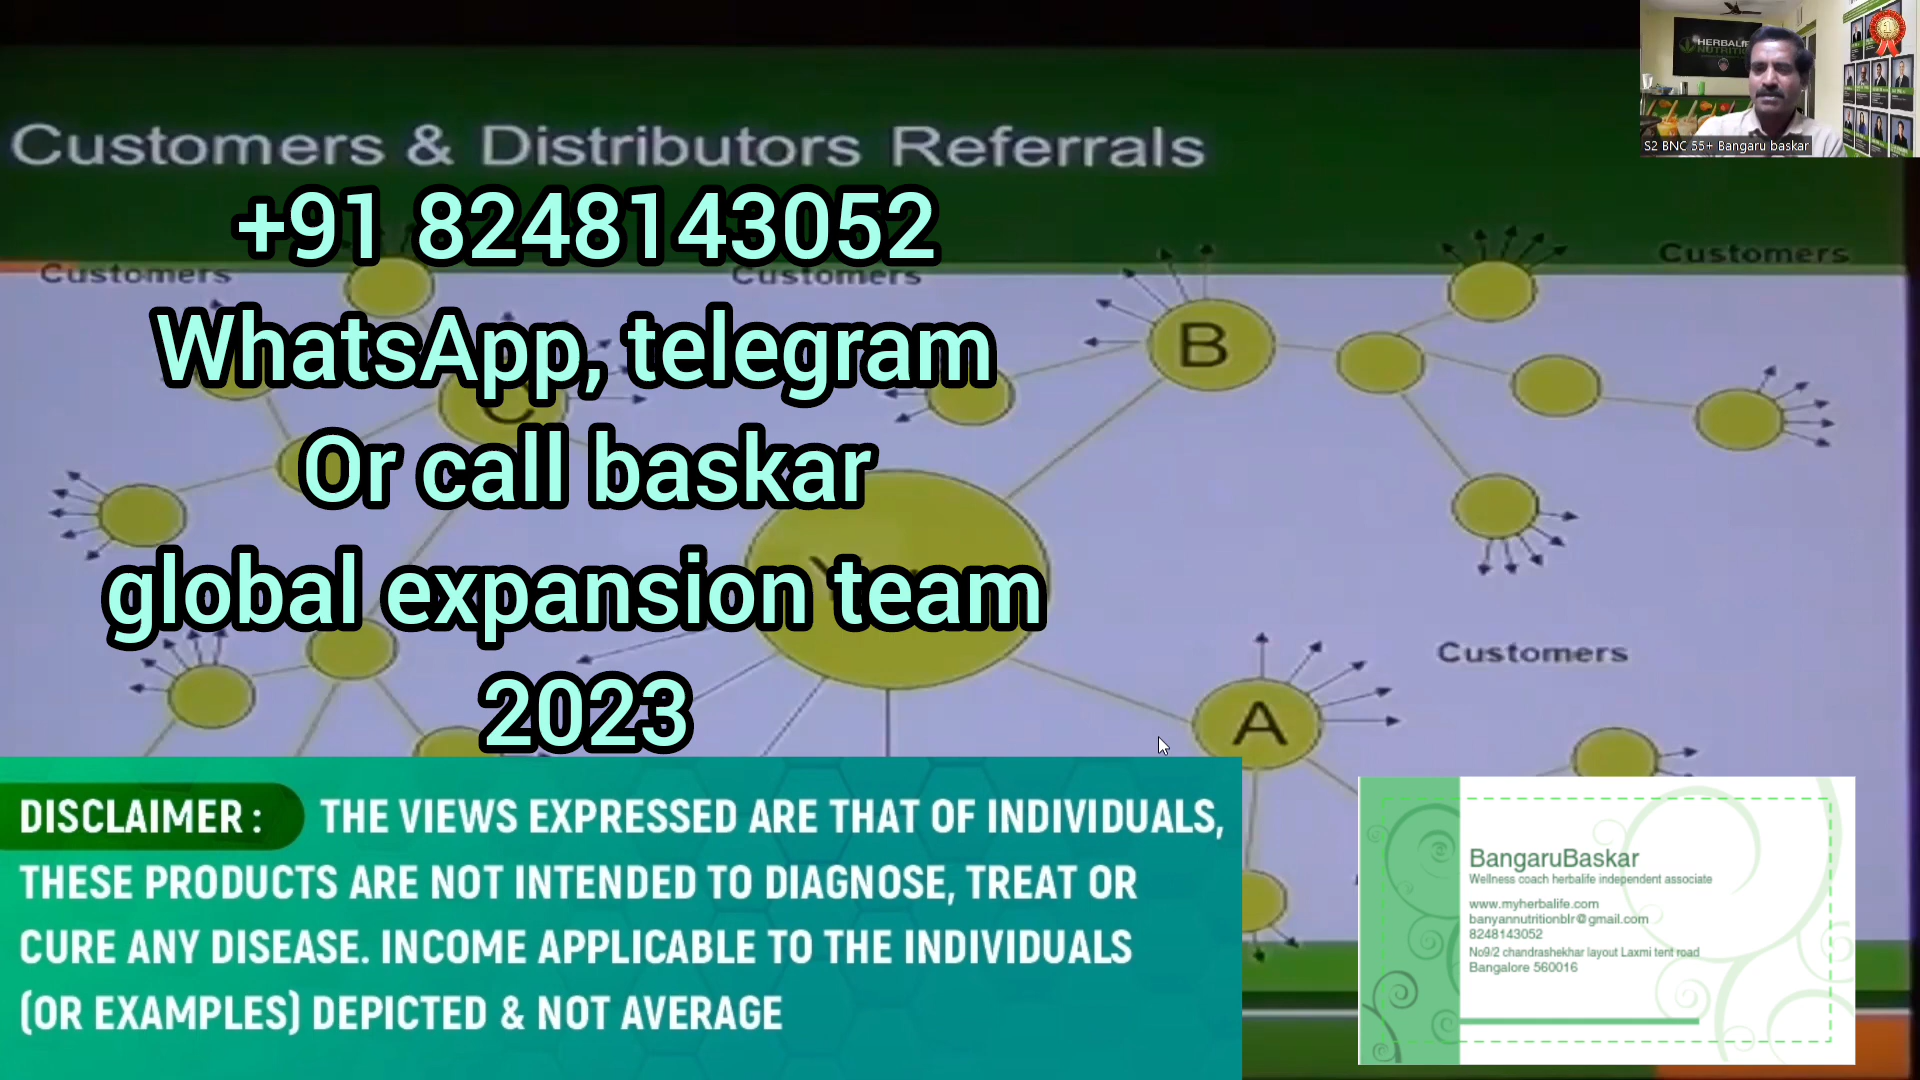 HERBALIFE
NUTRITION
S2 BNC 55+ Bangaru baskar
Customers & Distributors Referrals
+91 8248143052
Customers
Customers
Customers
WhatsApp, telegram
B
C
Or call baskar
global expansion team
2023
Customers
A
DISCLAIMER : THE VIEWS EXPRESSED ARE THAT OF INDIVIDUALS,
THESE PRODUCTS ARE NOT INTENDED TO DIAGNOSE, TREAT OR
CURE ANY DISEASE. INCOME APPLICABLE TO THE INDIVIDUALS
(OR EXAMPLES) DEPICTED & NOT AVERAGE
BangaruBaskar
Wellness coach herbalife independent associate
www.myherbalife.com
banyannutritionblr@gmail.com
8248143052
No9/2 chandrashekhar layout Laxmi tent road
Bangalore 560016